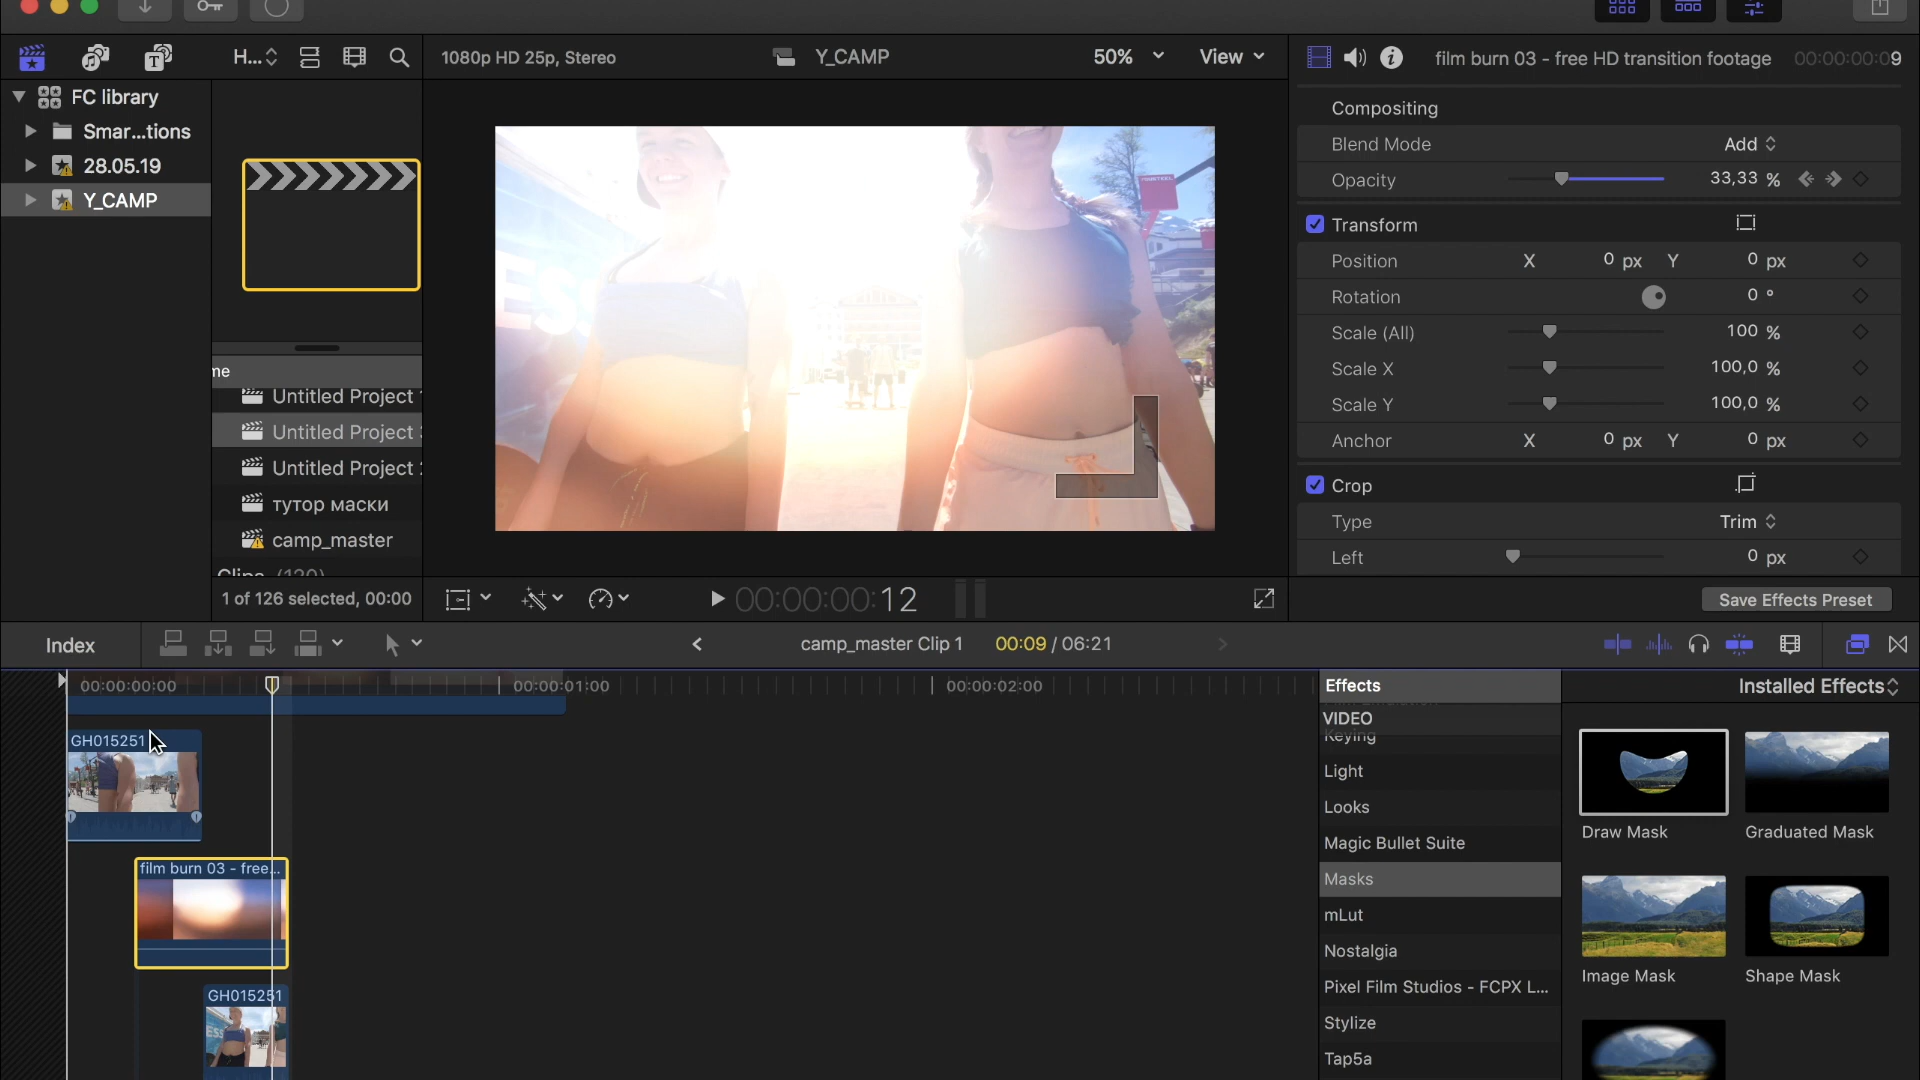 H...
1080p HD 25p, Stereo
Y_CAMP
50%
View
film burn 03 - free HD transition footage
00:00:00:09
FC library
Smar...tions
28.05.19
Y_CAMP
me
Untitled Project
Untitled Project
Untitled Project
тутор маски
camp_master
Clips (120)
1 of 126 selected, 00:00
Compositing
Blend Mode
Add
Opacity
33,33 %
Transform
Position
X
0 px
Y
0 px
Rotation
0 °
Scale (All)
100 %
Scale X
100,0 %
Scale Y
100,0 %
Anchor
X
0 px
Y
0 px
Crop
Type
Trim
Left
0 px
Save Effects Preset
00:00:00:12
Index
camp_master Clip 1
00:09 / 06:21
00:00:00:00
00:00:01:00
00:00:02:00
GH015251
film burn 03 - free...
GH015251
Effects
Installed Effects
VIDEO
Keying
Light
Looks
Magic Bullet Suite
Masks
mLut
Nostalgia
Pixel Film Studios - FCPX L...
Stylize
Tap5a
Draw Mask
Graduated Mask
Image Mask
Shape Mask